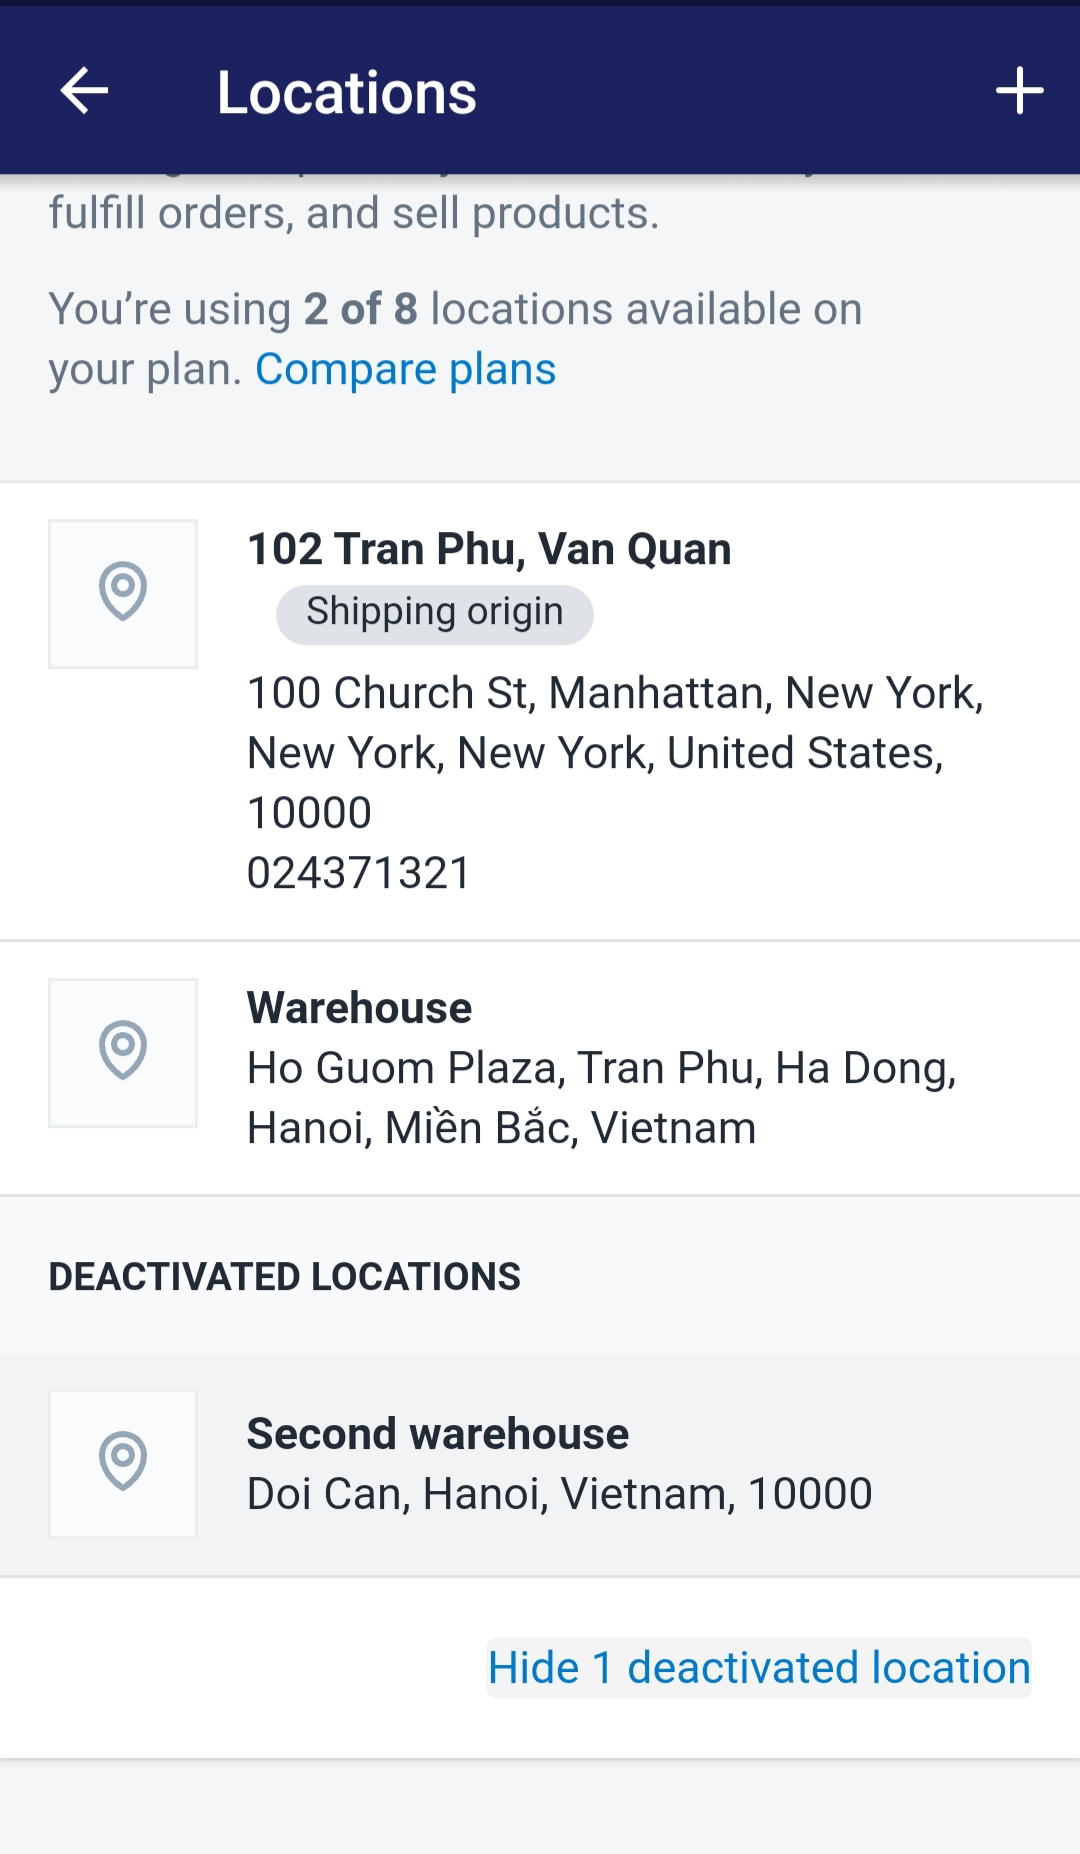 Locations
fulfill orders, and sell products.
You’re using 2 of 8 locations available on
your plan. Compare plans
102 Tran Phu, Van Quan
Shipping origin
100 Church St, Manhattan, New York,
New York, New York, United States,
10000
024371321
Warehouse
Ho Guom Plaza, Tran Phu, Ha Dong,
Hanoi, Miền Bắc, Vietnam
DEACTIVATED LOCATIONS
Second warehouse
Doi Can, Hanoi, Vietnam, 10000
Hide 1 deactivated location